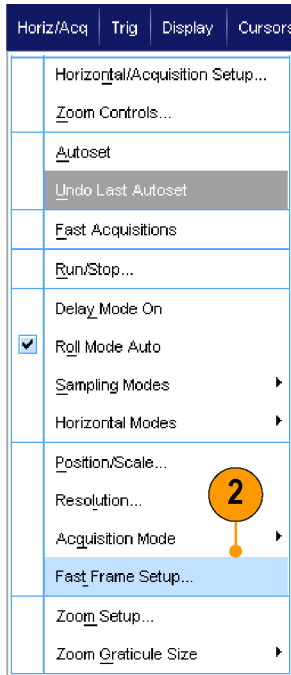 Horiz/Acq Trig Display Cursors
Horizontal/Acquisition Setup...
Zoom Controls...
Autoset
Undo Last Autoset
Fast Acquisitions
Run/Stop...
Delay Mode On
Roll Mode Auto
Sampling Modes
Horizontal Modes
Position/Scale...
Resolution...
2
Acquisition Mode
Fast Frame Setup...
Zoom Setup...
Zoom Graticule Size